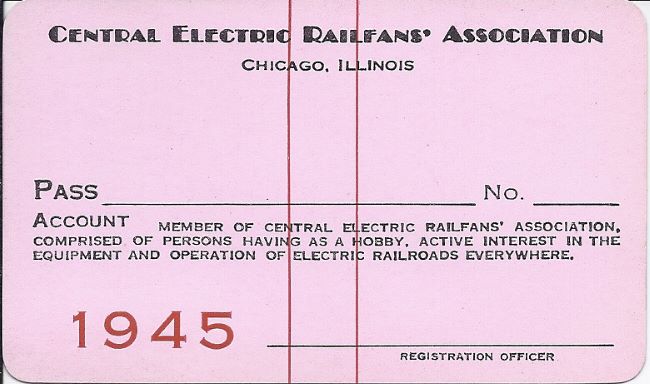 CENTRAL ELECTRIC RAILFANS' ASSOCIATION
CHICAGO, ILLINOIS
PASS No.
ACCOUNT MEMBER OF CENTRAL ELECTRIC RAILFANS' ASSOCIATION,
COMPRISED OF PERSONS HAVING AS A HOBBY, ACTIVE INTEREST IN THE
EQUIPMENT AND OPERATION OF ELECTRIC RAILROADS EVERYWHERE.
1945
REGISTRATION OFFICER